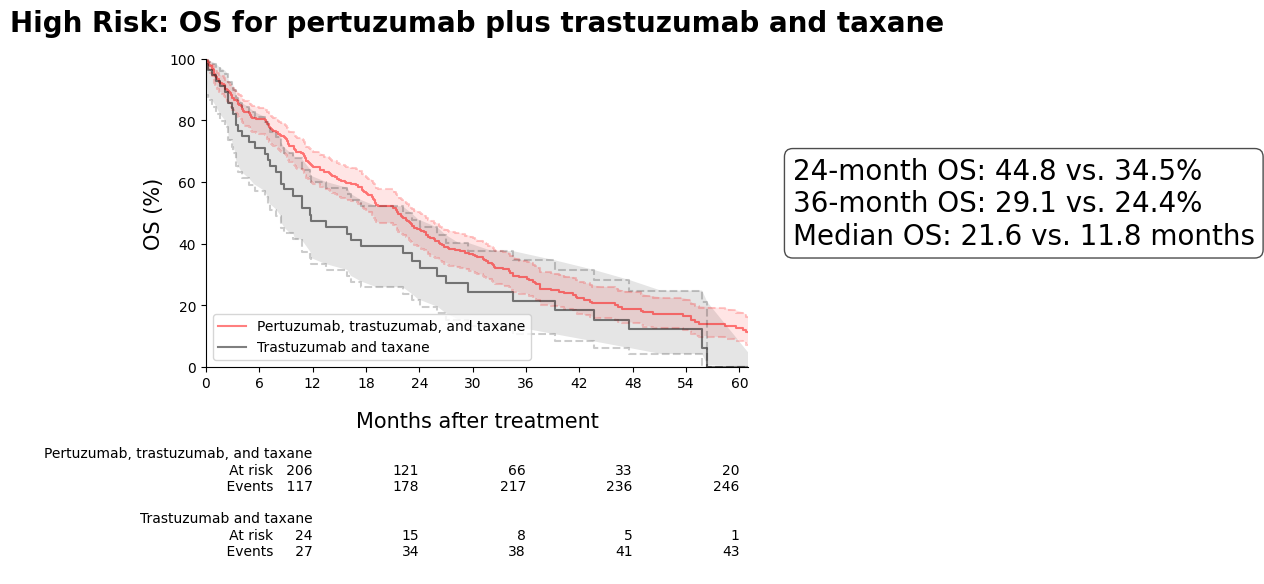 High Risk: OS for pertuzumab plus trastuzumab and taxane
100
80
60
40
20
0
OS (%)
Pertuzumab, trastuzumab, and taxane
Trastuzumab and taxane
0 6 12 18 24 30 36 42 48 54 60
Months after treatment
24-month OS: 44.8 vs. 34.5%
36-month OS: 29.1 vs. 24.4%
Median OS: 21.6 vs. 11.8 months
Pertuzumab, trastuzumab, and taxane
At risk 206 121 66 33 20
Events 117 178 217 236 246
Trastuzumab and taxane
At risk 24 15 8 5 1
Events 27 34 38 41 43